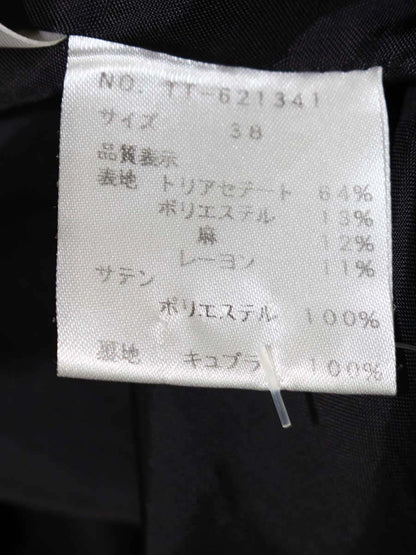 NO. TT-621341
サイズ 38
品質表示
表地 トリアセテート 64%
ポリエステル 13%
麻 12%
レーヨン 11%
サテン
ポリエステル 100%
裏地 キュプラ 100%